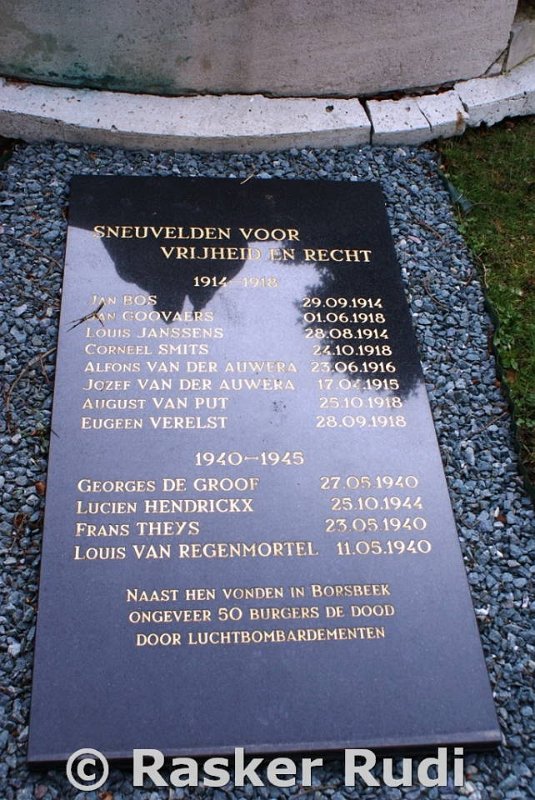 Sneuvelden voor
vrijheid en recht
1914–1918
Jan BOS 29.09.1914
Jan GOOVAERS 01.06.1918
Louis JANSSENS 28.08.1914
Corneel SMITS 24.10.1918
Alfons VAN DER AUWERA 23.06.1916
Jozef VAN DER AUWERA 17.04.1915
August VAN PUT 25.10.1918
Eugeen VERELST 28.09.1918
1940–1945
Georges DE GROOF 27.05.1940
Lucien HENDRICKX 25.10.1944
Frans THEYS 23.05.1940
Louis VAN REGENMORTEL 11.05.1940
Naast hen vonden in Borsbeek
ongeveer 50 burgers de dood
door luchtbombardementen
© Rasker Rudi